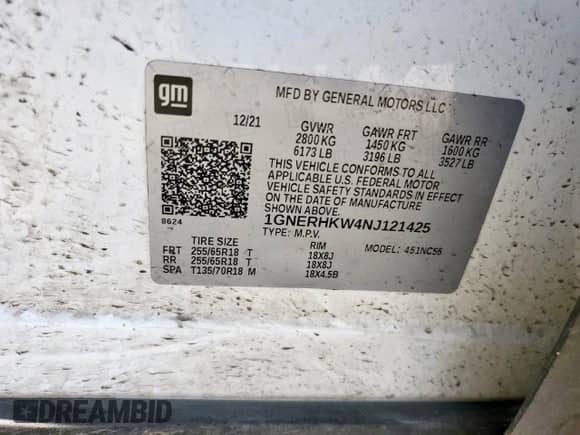 gm
MFD BY GENERAL MOTORS LLC
12/21 GVWR GAWR FRT GAWR RR
2800 KG 1450 KG 1600 KG
6173 LB 3196 LB 3527 LB
THIS VEHICLE CONFORMS TO ALL
APPLICABLE U.S. FEDERAL MOTOR
VEHICLE SAFETY STANDARDS IN EFFECT
ON THE DATE OF MANUFACTURE
SHOWN ABOVE.
8624
1GNERHKW4NJ121425
TYPE: M.P.V. MODEL: 451NC56
TIRE SIZE RIM
FRT 255/65R18 T 18X8J
RR 255/65R18 T 18X8J
SPA T135/70R18 M 18X4.5B
DREAMBID